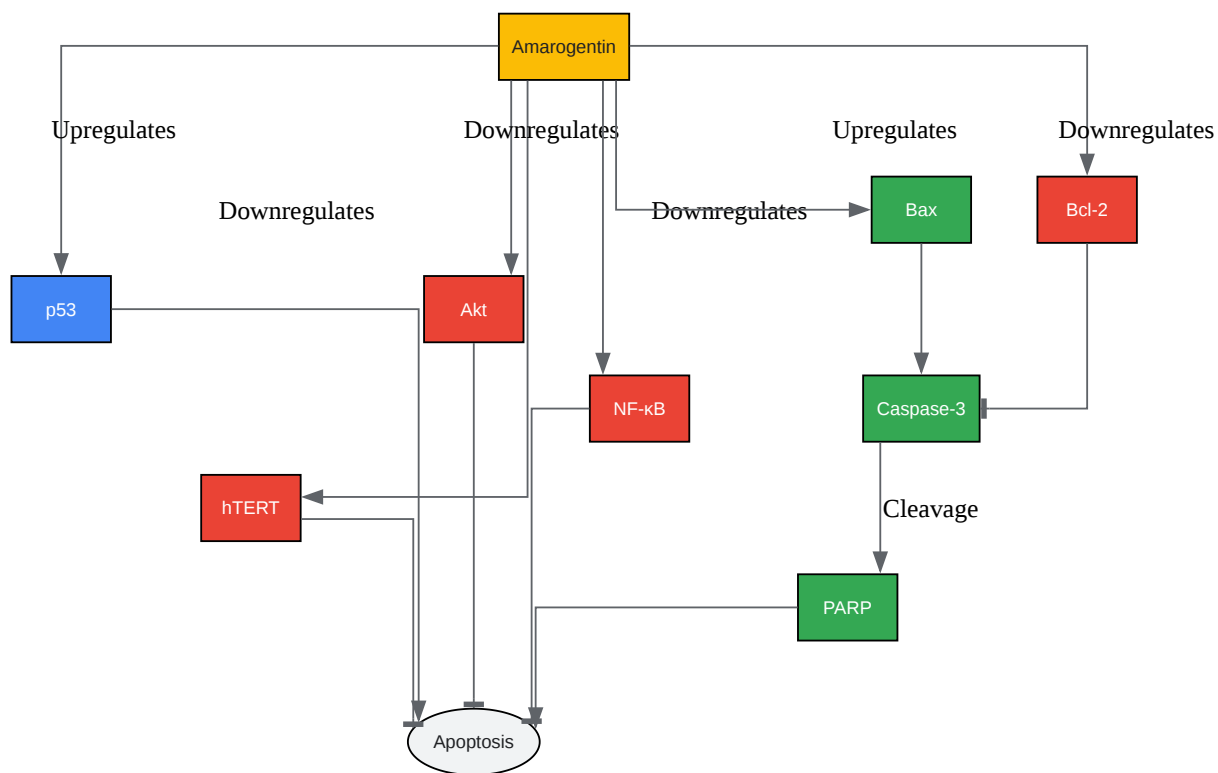 Amarogentin
Upregulates
Downregulates
Upregulates
Downregulates
Downregulates
Downregulates
Bax
Bcl-2
p53
Akt
NF-κB
Caspase-3
hTERT
Cleavage
PARP
Apoptosis